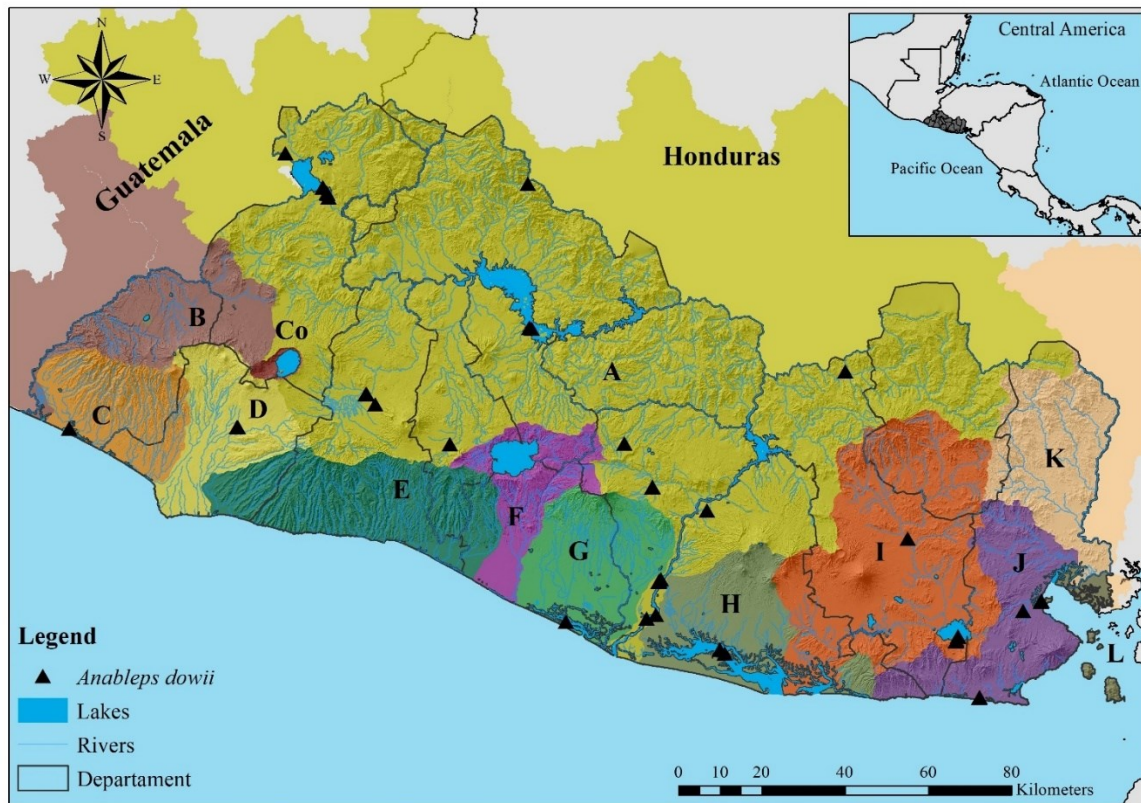 N
W E
S
Guatemala
Honduras
Central America
Atlantic Ocean
Pacific Ocean
B
Co
A
C
D
K
E
F
G
I
J
H
L
Legend
Anableps dowii
Lakes
Rivers
Departament
0 5 10 20 40 60 80
Kilometers